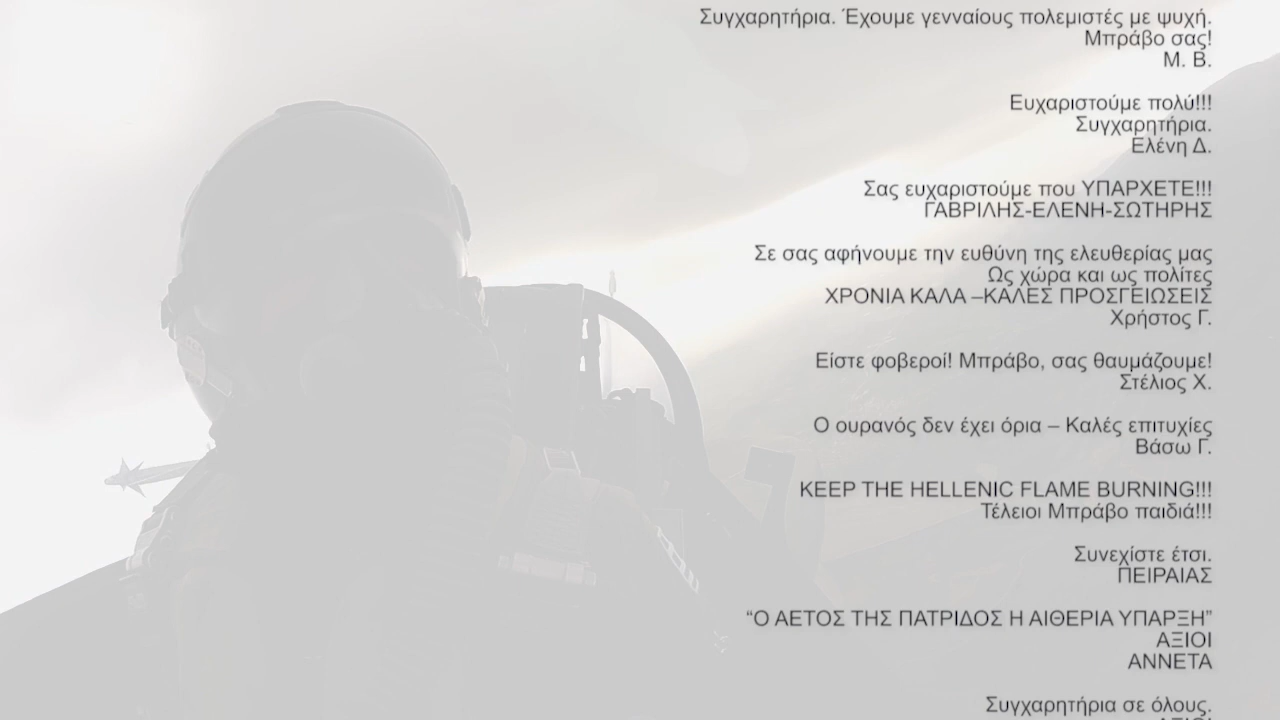 Συγχαρητήρια. Έχουμε γενναίους πολεμιστές με ψυχή.
Μπράβο σας!
Μ. Β.
Ευχαριστούμε πολύ!!!
Συγχαρητήρια.
Ελένη Δ.
Σας ευχαριστούμε που ΥΠΑΡΧΕΤΕ!!!
ΓΑΒΡΙΛΗΣ-ΕΛΕΝΗ-ΣΩΤΗΡΗΣ
Σε σας αφήνουμε την ευθύνη της ελευθερίας μας
Ως χώρα και ως πολίτες
ΧΡΟΝΙΑ ΚΑΛΑ –ΚΑΛΕΣ ΠΡΟΣΓΕΙΩΣΕΙΣ
Χρήστος Γ.
Είστε φοβεροί! Μπράβο, σας θαυμάζουμε!
Στέλιος Χ.
Ο ουρανός δεν έχει όρια – Καλές επιτυχίες
Βάσω Γ.
KEEP THE HELLENIC FLAME BURNING!!!
Τέλειοι Μπράβο παιδιά!!!
Συνεχίστε έτσι.
ΠΕΙΡΑΙΑΣ
“Ο ΑΕΤΟΣ ΤΗΣ ΠΑΤΡΙΔΟΣ Η ΑΙΘΕΡΙΑ ΥΠΑΡΞΗ”
ΑΞΙΟΙ
ΑΝΝΕΤΑ
Συγχαρητήρια σε όλους.